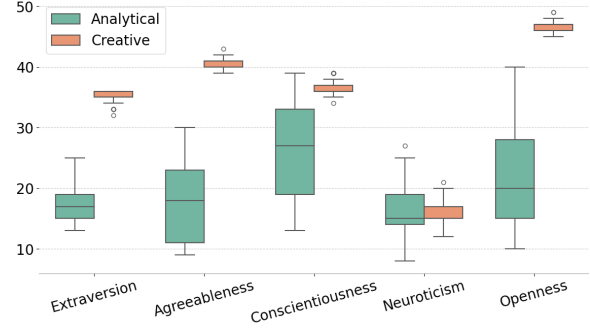 50
Analytical
Creative
40
30
20
10
Extraversion
Agreeableness
Conscientiousness
Neuroticism
Openness